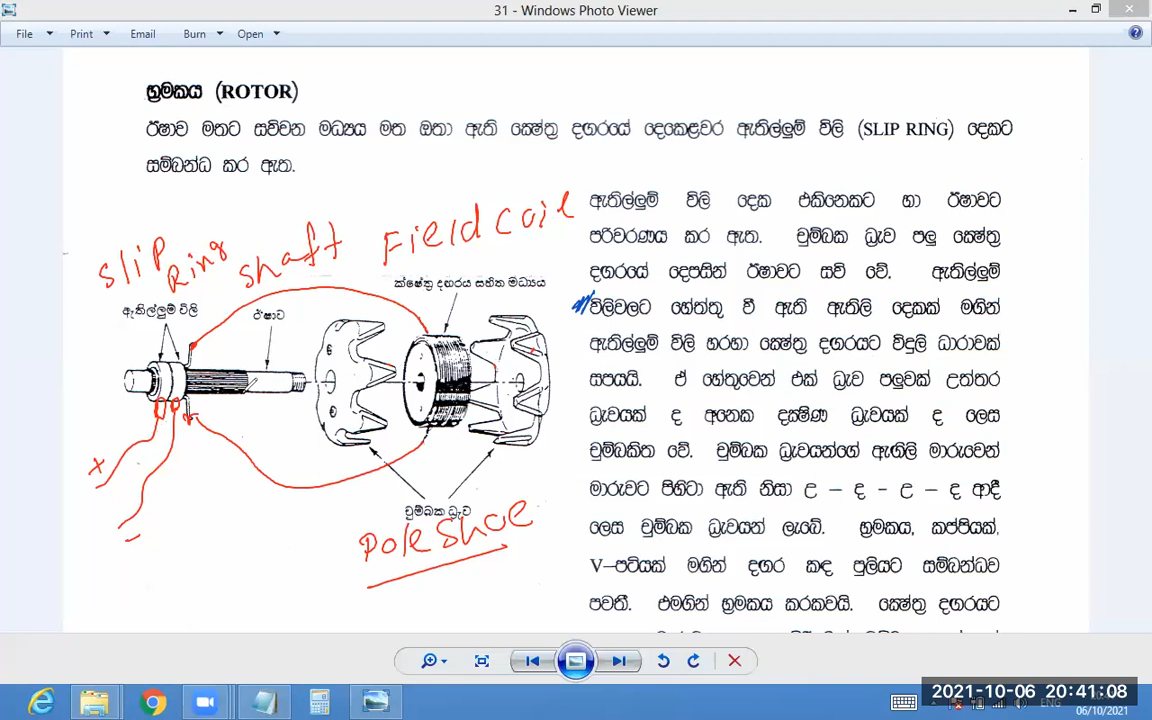 31 - Windows Photo Viewer
File Print Email Burn Open
භ්‍රමකය (ROTOR)
ඊෂාව මතට සවිවන මධ්‍යය මත ඔතා ඇති ක්ෂේත්‍ර දඟරයේ දෙකෙළවර ඇතිල්ලුම් විලි (SLIP RING) දෙකට
සම්බන්ධ කර ඇත.
slip Ring shaft Field coil
ඇතිල්ලුම් විලි
ඊෂාව
ක්ෂේත්‍ර දඟරය සහිත මධ්‍යය
+
−
චුම්බක ධ්‍රැව
Pole Shoe
ඇතිල්ලුම් විලි දෙක එකිනෙකට හා ඊෂාවට
පරිවරණය කර ඇත. චුම්බක ධ්‍රැව පලු ක්ෂේත්‍ර
දඟරයේ දෙපසින් ඊෂාවට සවි වේ. ඇතිල්ලුම්
විලිවලට හේත්තු වී ඇති ඇතිලි දෙකක් මගින්
ඇතිල්ලුම් විලි හරහා ක්ෂේත්‍ර දඟරයට විදුලි ධාරාවක්
සපයයි. ඒ හේතුවෙන් එක් ධ්‍රැව පලුවක් උත්තර
ධ්‍රැවයක් ද අනෙක දක්ෂිණ ධ්‍රැවයක් ද ලෙස
චුම්බකිත වේ. චුම්බක ධ්‍රැවයන්ගේ ඇඟිලි මාරුවෙන්
මාරුවට පිහිටා ඇති නිසා උ – ද – උ – ද ආදී
ලෙස චුම්බක ධ්‍රැවයන් ලැබේ. භ්‍රමකය, කප්පියක්,
V–පටියක් මගින් දඟර කඳ පුලියට සම්බන්ධව
පවතී. එමගින් භ්‍රමකය කරකවයි. ක්ෂේත්‍ර දඟරයට
2021-10-06 20:41:08
ENG
06/10/2021